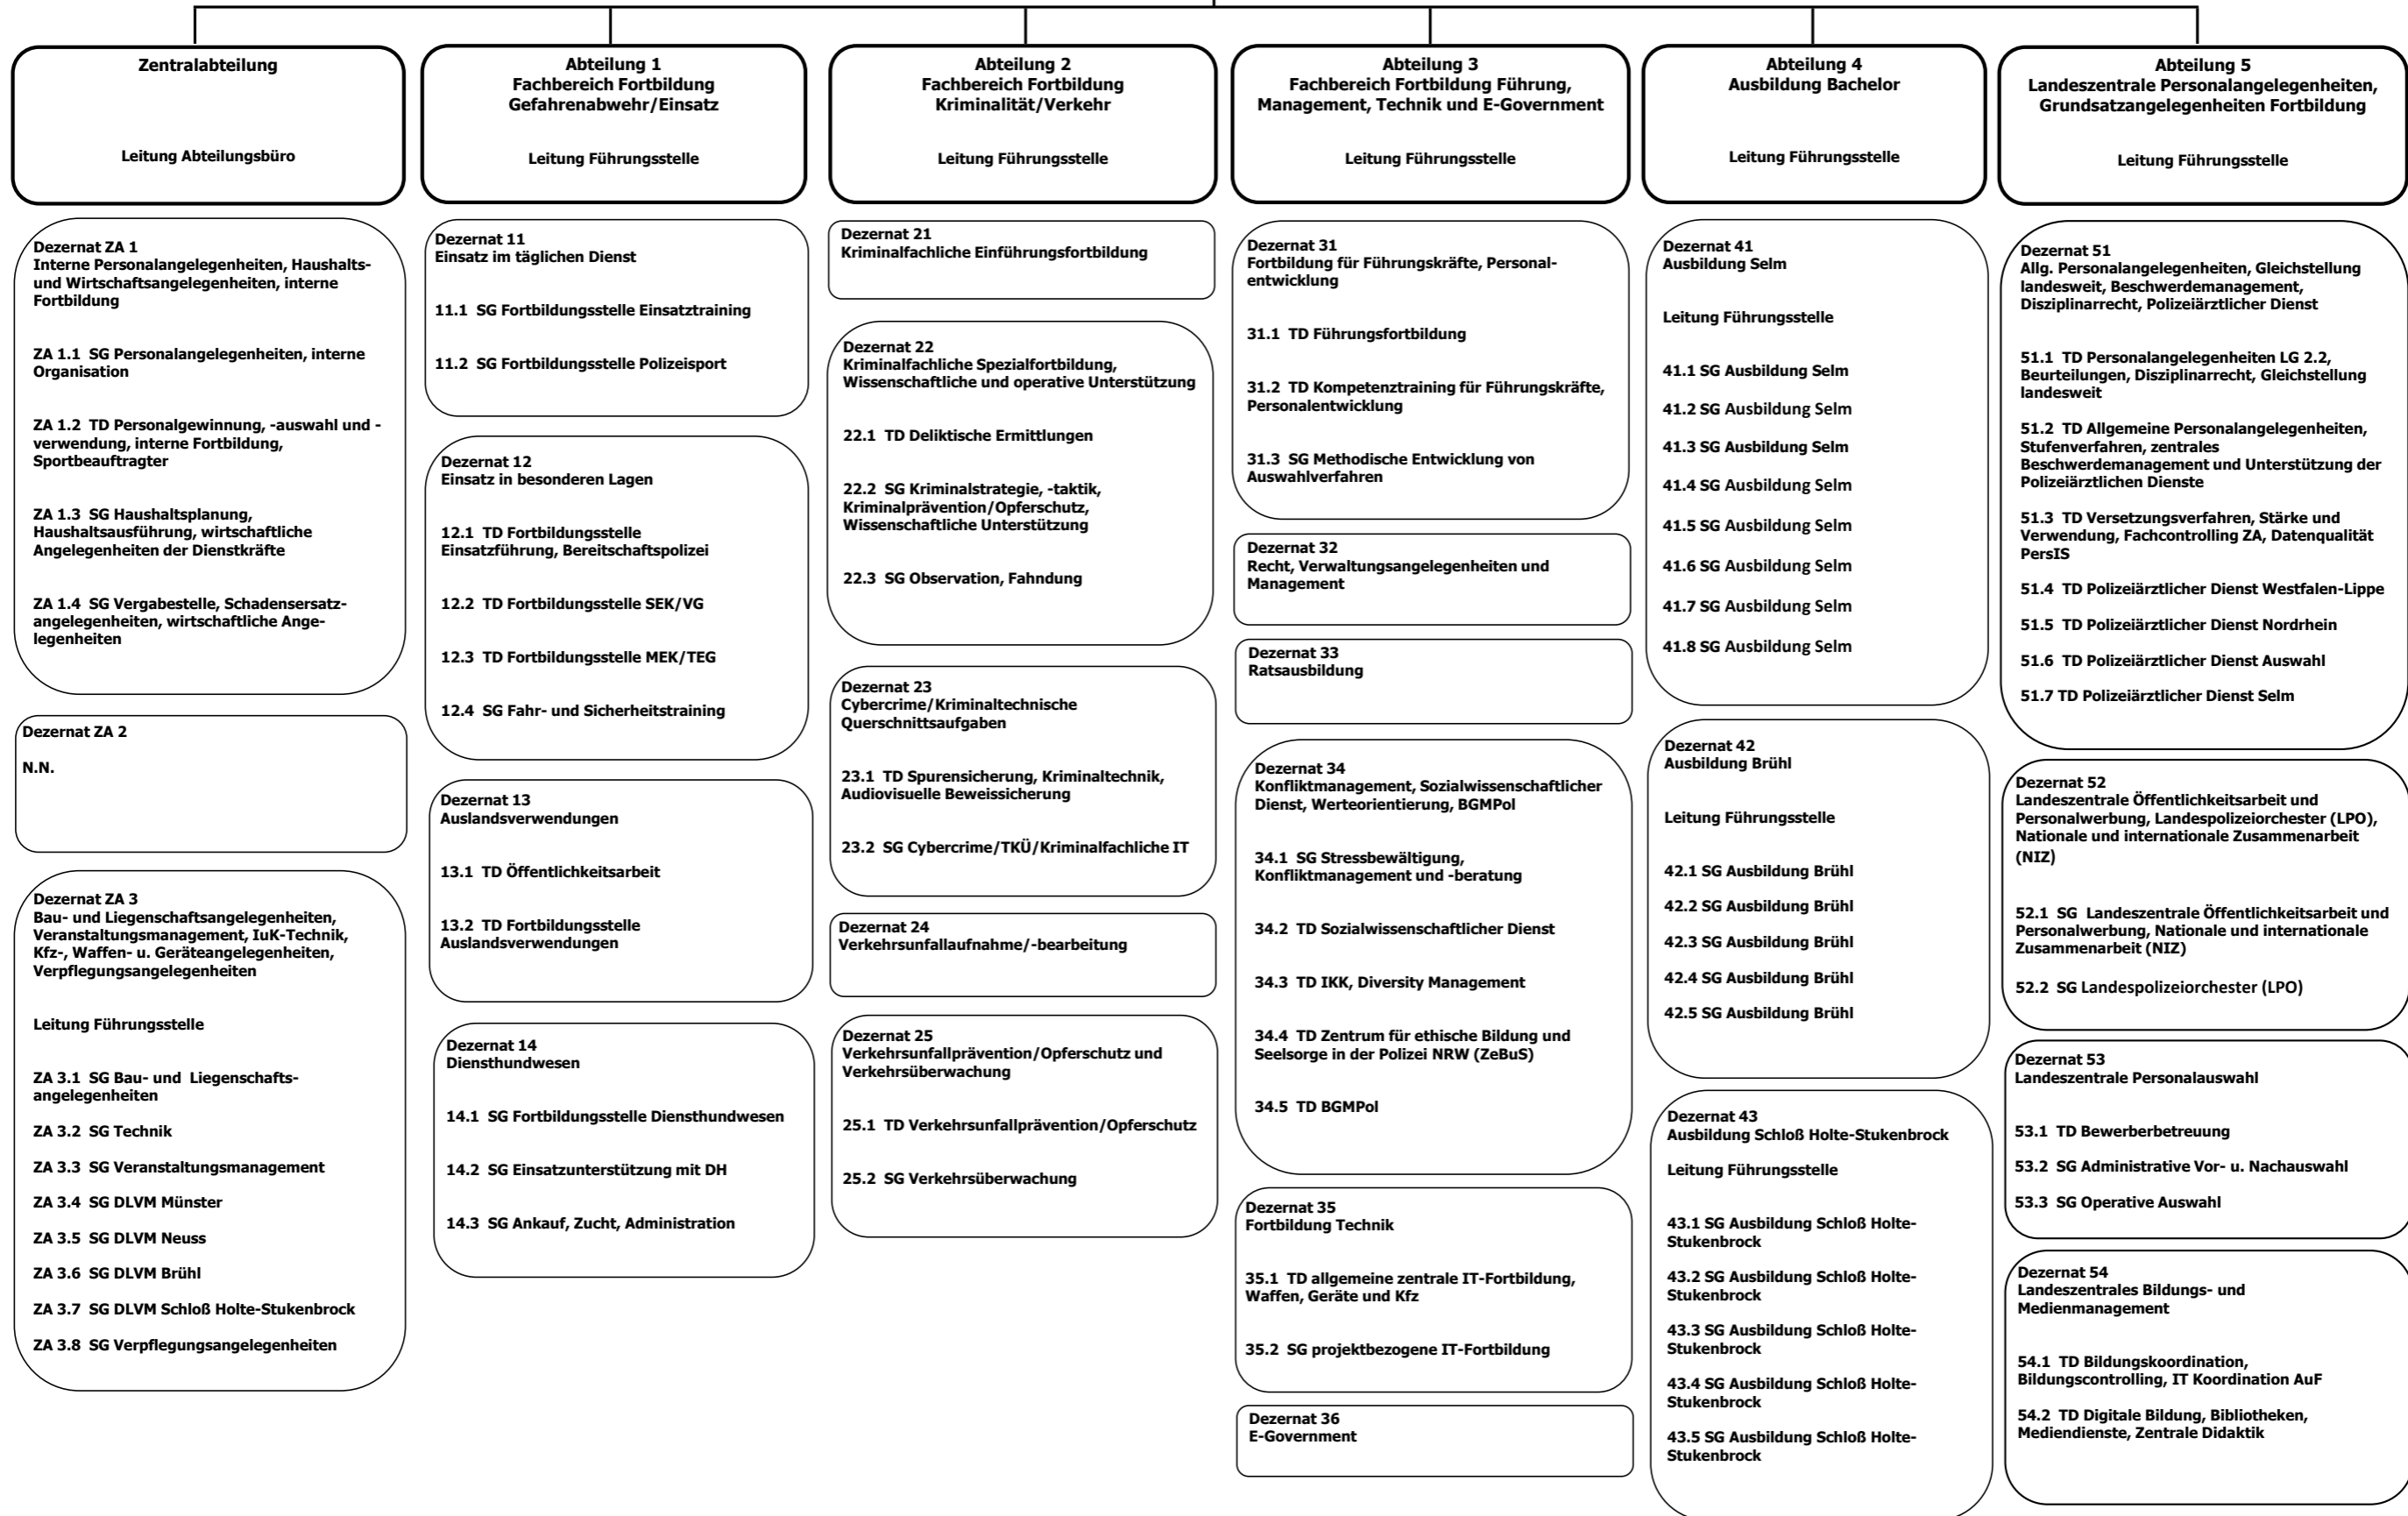 Zentralabteilung
Leitung Abteilungsbüro
Dezernat ZA 1
Interne Personalangelegenheiten, Haushalts-
und Wirtschaftsangelegenheiten, interne
Fortbildung
ZA 1.1 SG Personalangelegenheiten, interne
Organisation
ZA 1.2 TD Personalgewinnung, -auswahl und -
verwendung, interne Fortbildung,
Sportbeauftragter
ZA 1.3 SG Haushaltsplanung,
Haushaltsausführung, wirtschaftliche
Angelegenheiten der Dienstkräfte
ZA 1.4 SG Vergabestelle, Schadensersatz-
angelegenheiten, wirtschaftliche Ange-
legenheiten
Dezernat ZA 2
N.N.
Dezernat ZA 3
Bau- und Liegenschaftsangelegenheiten,
Veranstaltungsmanagement, IuK-Technik,
Kfz-, Waffen- u. Geräteangelegenheiten,
Verpflegungsangelegenheiten
Leitung Führungsstelle
ZA 3.1 SG Bau- und Liegenschafts-
angelegenheiten
ZA 3.2 SG Technik
ZA 3.3 SG Veranstaltungsmanagement
ZA 3.4 SG DLVM Münster
ZA 3.5 SG DLVM Neuss
ZA 3.6 SG DLVM Brühl
ZA 3.7 SG DLVM Schloß Holte-Stukenbrock
ZA 3.8 SG Verpflegungsangelegenheiten
Abteilung 1
Fachbereich Fortbildung
Gefahrenabwehr/Einsatz
Leitung Führungsstelle
Dezernat 11
Einsatz im täglichen Dienst
11.1 SG Fortbildungsstelle Einsatztraining
11.2 SG Fortbildungsstelle Polizeisport
Dezernat 12
Einsatz in besonderen Lagen
12.1 TD Fortbildungsstelle
Einsatzführung, Bereitschaftspolizei
12.2 TD Fortbildungsstelle SEK/VG
12.3 TD Fortbildungsstelle MEK/TEG
12.4 SG Fahr- und Sicherheitstraining
Dezernat 13
Auslandsverwendungen
13.1 TD Öffentlichkeitsarbeit
13.2 TD Fortbildungsstelle
Auslandsverwendungen
Dezernat 14
Diensthundwesen
14.1 SG Fortbildungsstelle Diensthundwesen
14.2 SG Einsatzunterstützung mit DH
14.3 SG Ankauf, Zucht, Administration
Abteilung 2
Fachbereich Fortbildung
Kriminalität/Verkehr
Leitung Führungsstelle
Dezernat 21
Kriminalfachliche Einführungsfortbildung
Dezernat 22
Kriminalfachliche Spezialfortbildung,
Wissenschaftliche und operative Unterstützung
22.1 TD Deliktische Ermittlungen
22.2 SG Kriminalstrategie, -taktik,
Kriminalprävention/Opferschutz,
Wissenschaftliche Unterstützung
22.3 SG Observation, Fahndung
Dezernat 23
Cybercrime/Kriminaltechnische
Querschnittsaufgaben
23.1 TD Spurensicherung, Kriminaltechnik,
Audiovisuelle Beweissicherung
23.2 SG Cybercrime/TKÜ/Kriminalfachliche IT
Dezernat 24
Verkehrsunfallaufnahme/-bearbeitung
Dezernat 25
Verkehrsunfallprävention/Opferschutz und
Verkehrsüberwachung
25.1 TD Verkehrsunfallprävention/Opferschutz
25.2 SG Verkehrsüberwachung
Abteilung 3
Fachbereich Fortbildung Führung,
Management, Technik und E-Government
Leitung Führungsstelle
Dezernat 31
Fortbildung für Führungskräfte, Personal-
entwicklung
31.1 TD Führungsfortbildung
31.2 TD Kompetenztraining für Führungskräfte,
Personalentwicklung
31.3 SG Methodische Entwicklung von
Auswahlverfahren
Dezernat 32
Recht, Verwaltungsangelegenheiten und
Management
Dezernat 33
Ratsausbildung
Dezernat 34
Konfliktmanagement, Sozialwissenschaftlicher
Dienst, Werteorientierung, BGMPol
34.1 SG Stressbewältigung,
Konfliktmanagement und -beratung
34.2 TD Sozialwissenschaftlicher Dienst
34.3 TD IKK, Diversity Management
34.4 TD Zentrum für ethische Bildung und
Seelsorge in der Polizei NRW (ZeBuS)
34.5 TD BGMPol
Dezernat 35
Fortbildung Technik
35.1 TD allgemeine zentrale IT-Fortbildung,
Waffen, Geräte und Kfz
35.2 SG projektbezogene IT-Fortbildung
Dezernat 36
E-Government
Abteilung 4
Ausbildung Bachelor
Leitung Führungsstelle
Dezernat 41
Ausbildung Selm
Leitung Führungsstelle
41.1 SG Ausbildung Selm
41.2 SG Ausbildung Selm
41.3 SG Ausbildung Selm
41.4 SG Ausbildung Selm
41.5 SG Ausbildung Selm
41.6 SG Ausbildung Selm
41.7 SG Ausbildung Selm
41.8 SG Ausbildung Selm
Dezernat 42
Ausbildung Brühl
Leitung Führungsstelle
42.1 SG Ausbildung Brühl
42.2 SG Ausbildung Brühl
42.3 SG Ausbildung Brühl
42.4 SG Ausbildung Brühl
42.5 SG Ausbildung Brühl
Dezernat 43
Ausbildung Schloß Holte-Stukenbrock
Leitung Führungsstelle
43.1 SG Ausbildung Schloß Holte-
Stukenbrock
43.2 SG Ausbildung Schloß Holte-
Stukenbrock
43.3 SG Ausbildung Schloß Holte-
Stukenbrock
43.4 SG Ausbildung Schloß Holte-
Stukenbrock
43.5 SG Ausbildung Schloß Holte-
Stukenbrock
Abteilung 5
Landeszentrale Personalangelegenheiten,
Grundsatzangelegenheiten Fortbildung
Leitung Führungsstelle
Dezernat 51
Allg. Personalangelegenheiten, Gleichstellung
landesweit, Beschwerdemanagement,
Disziplinarrecht, Polizeiärztlicher Dienst
51.1 TD Personalangelegenheiten LG 2.2,
Beurteilungen, Disziplinarrecht, Gleichstellung
landesweit
51.2 TD Allgemeine Personalangelegenheiten,
Stufenverfahren, zentrales
Beschwerdemanagement und Unterstützung der
Polizeiärztlichen Dienste
51.3 TD Versetzungsverfahren, Stärke und
Verwendung, Fachcontrolling ZA, Datenqualität
PersIS
51.4 TD Polizeiärztlicher Dienst Westfalen-Lippe
51.5 TD Polizeiärztlicher Dienst Nordrhein
51.6 TD Polizeiärztlicher Dienst Auswahl
51.7 TD Polizeiärztlicher Dienst Selm
Dezernat 52
Landeszentrale Öffentlichkeitsarbeit und
Personalwerbung, Landespolizeiorchester (LPO),
Nationale und internationale Zusammenarbeit
(NIZ)
52.1 SG Landeszentrale Öffentlichkeitsarbeit und
Personalwerbung, Nationale und internationale
Zusammenarbeit (NIZ)
52.2 SG Landespolizeiorchester (LPO)
Dezernat 53
Landeszentrale Personalauswahl
53.1 TD Bewerberbetreuung
53.2 SG Administrative Vor- u. Nachauswahl
53.3 SG Operative Auswahl
Dezernat 54
Landeszentrales Bildungs- und
Medienmanagement
54.1 TD Bildungskoordination,
Bildungscontrolling, IT Koordination AuF
54.2 TD Digitale Bildung, Bibliotheken,
Mediendienste, Zentrale Didaktik